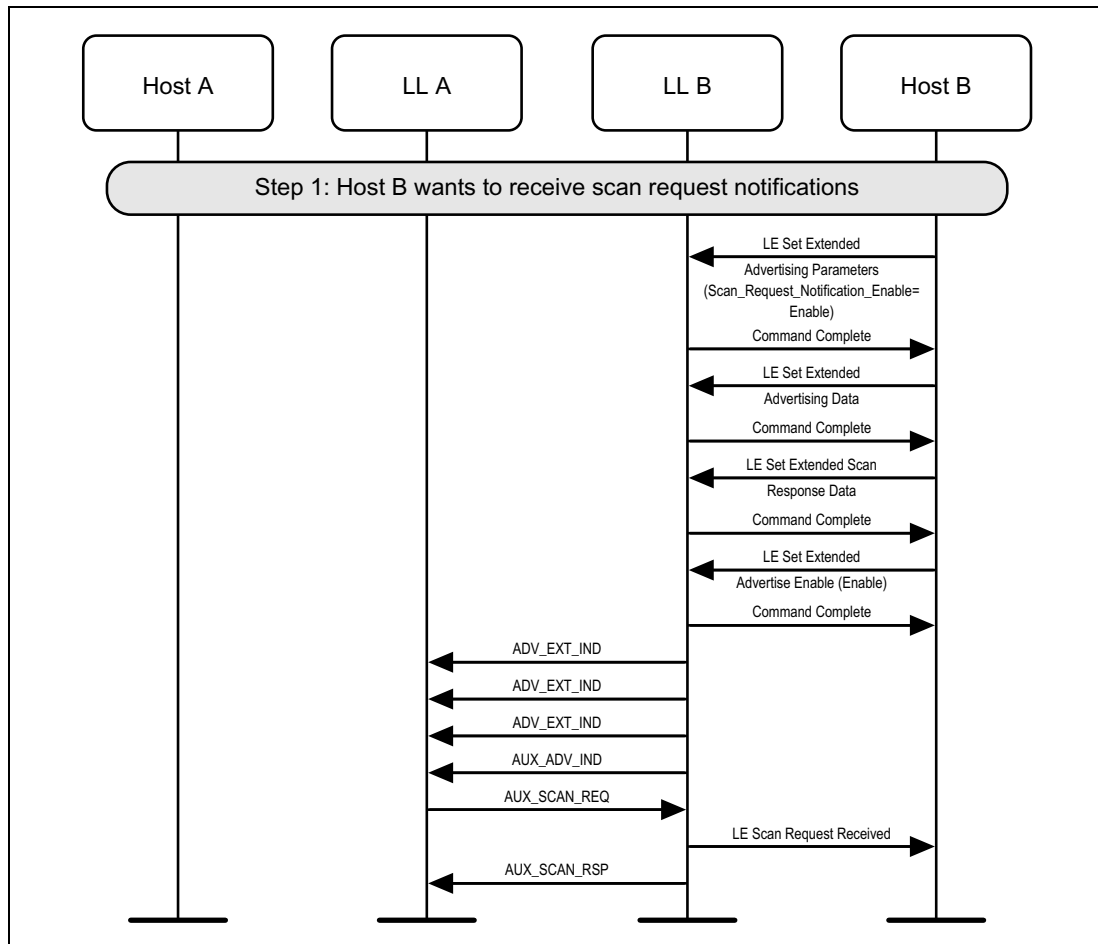 Host A
LL A
LL B
Host B
Step 1: Host B wants to receive scan request notifications
LE Set Extended
Advertising Parameters
(Scan_Request_Notification_Enable=
Enable)
Command Complete
LE Set Extended
Advertising Data
Command Complete
LE Set Extended Scan
Response Data
Command Complete
LE Set Extended
Advertise Enable (Enable)
Command Complete
ADV_EXT_IND
ADV_EXT_IND
ADV_EXT_IND
AUX_ADV_IND
AUX_SCAN_REQ
LE Scan Request Received
AUX_SCAN_RSP